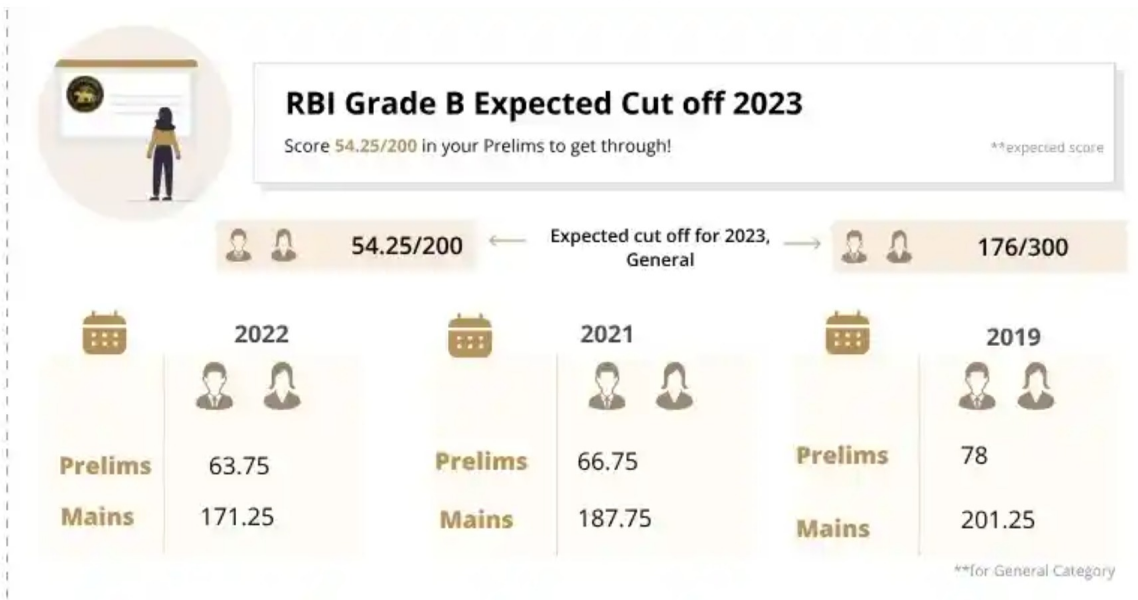 RBI Grade B Expected Cut off 2023
Score 54.25/200 in your Prelims to get through!
**expected score
54.25/200
Expected cut off for 2023,
General
176/300
2022
Prelims 63.75
Mains 171.25
2021
Prelims 66.75
Mains 187.75
2019
Prelims 78
Mains 201.25
**for General Category